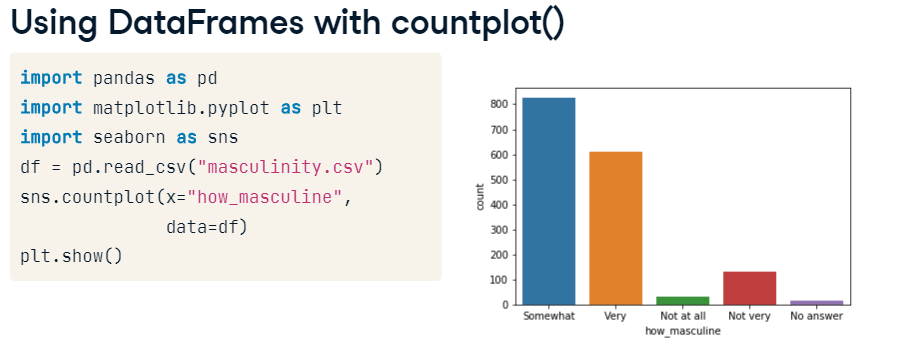 Using DataFrames with countplot()
import pandas as pd
import matplotlib.pyplot as plt
import seaborn as sns
df = pd.read_csv("masculinity.csv")
sns.countplot(x="how_masculine",
data=df)
plt.show()
800
700
600
500
400
300
200
100
0
count
Somewhat Very Not at all Not very No answer
how_masculine